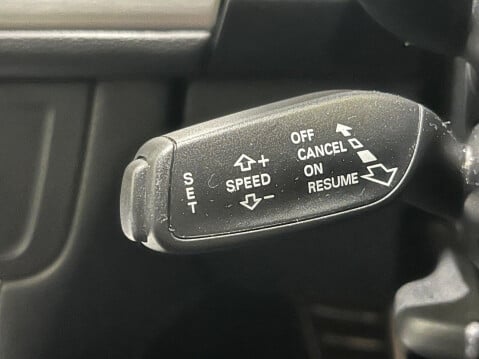 SET
SPEED
+
−
OFF
CANCEL
ON
RESUME